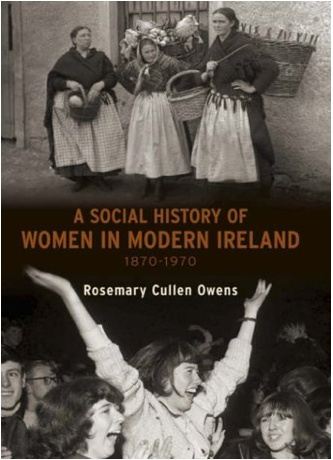 A SOCIAL HISTORY OF
WOMEN IN MODERN IRELAND
1870-1970
Rosemary Cullen Owens